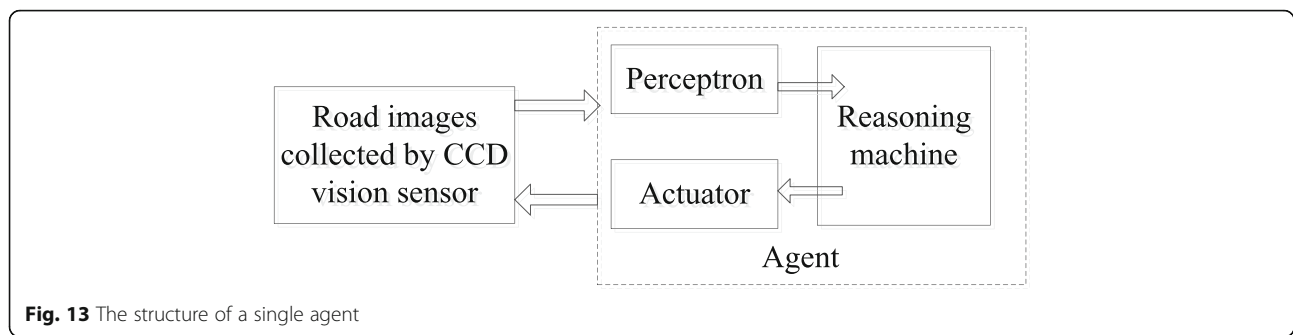 Road images
collected by CCD
vision sensor
Perceptron
Reasoning
machine
Actuator
Agent
Fig. 13 The structure of a single agent